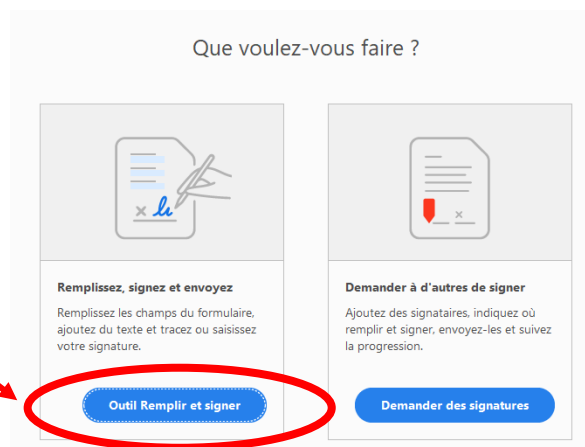 Que voulez-vous faire ?
Remplissez, signez et envoyez
Remplissez les champs du formulaire,
ajoutez du texte et tracez ou saisissez
votre signature.
Outil Remplir et signer
Demander à d'autres de signer
Ajoutez des signataires, indiquez où
remplir et signer, envoyez-les et suivez
la progression.
Demander des signatures